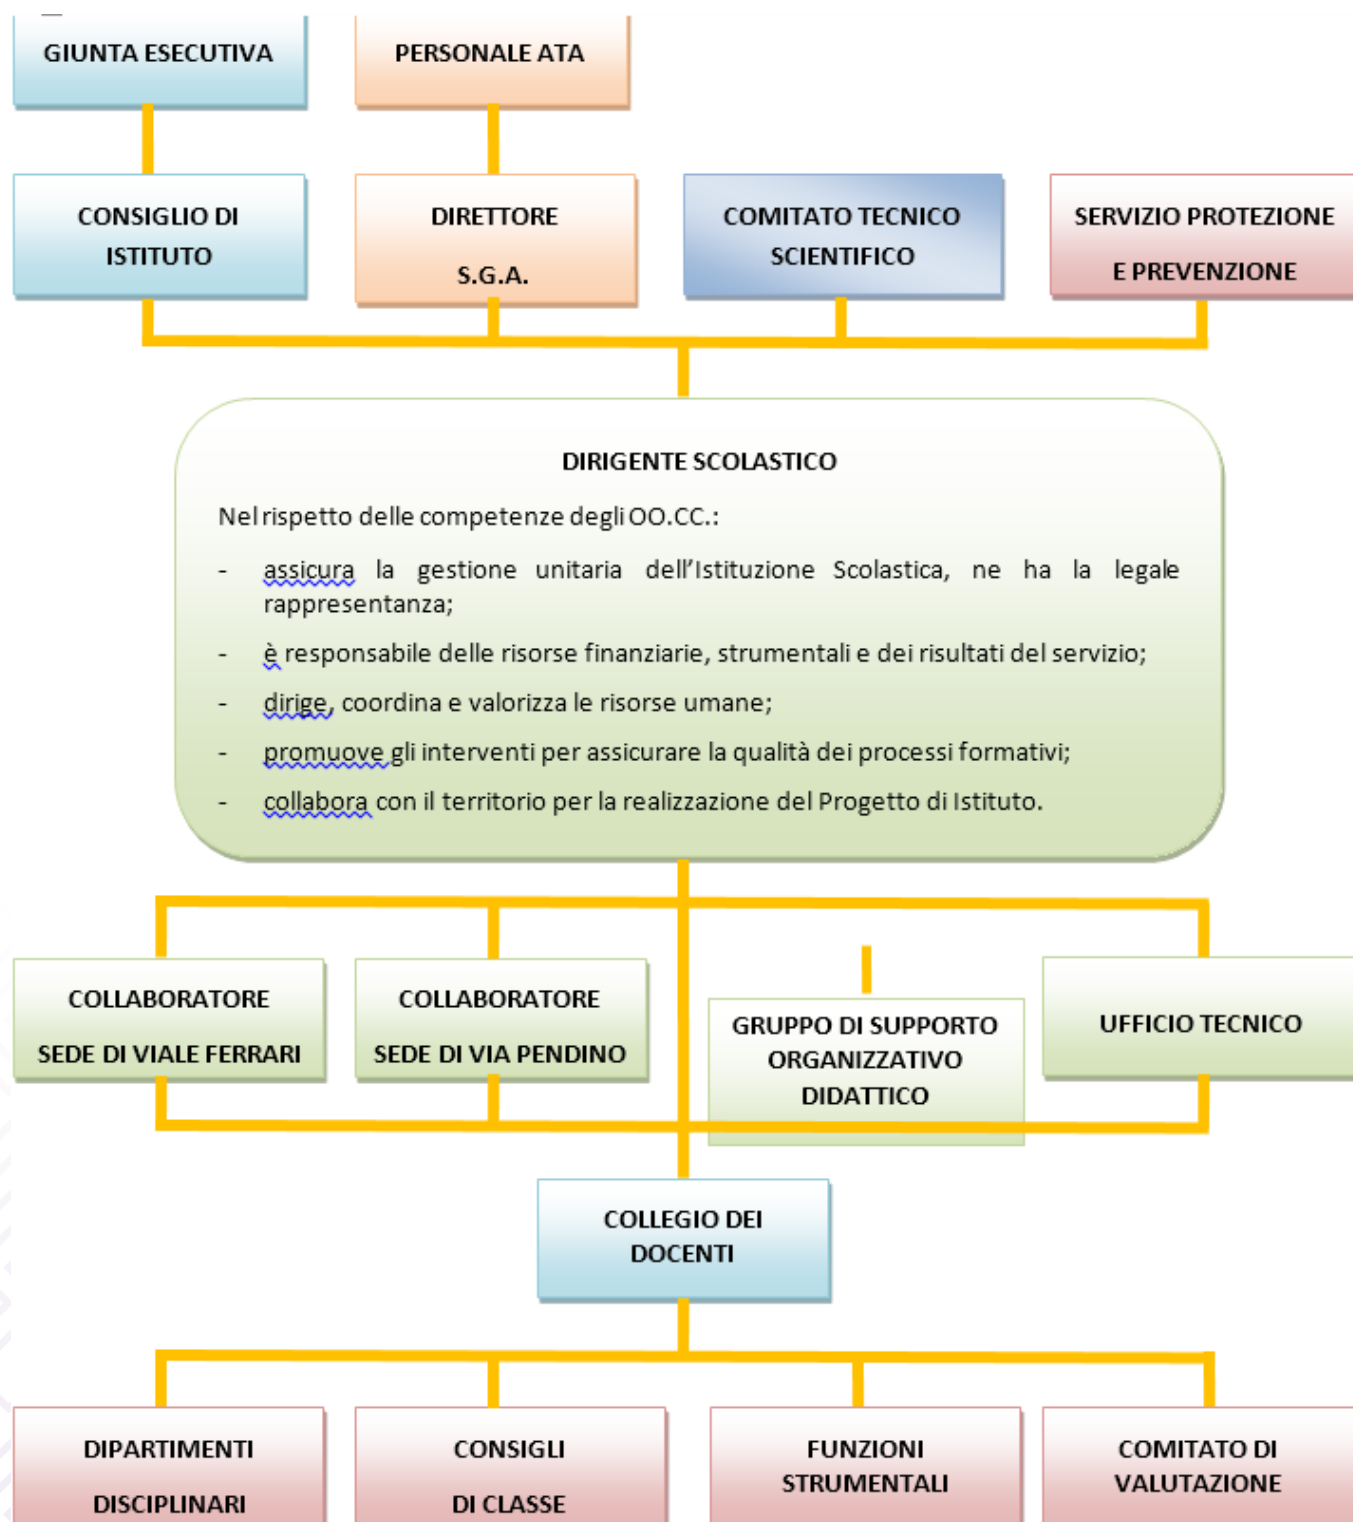 GIUNTA ESECUTIVA
PERSONALE ATA
CONSIGLIO DI
ISTITUTO
DIRETTORE
S.G.A.
COMITATO TECNICO
SCIENTIFICO
SERVIZIO PROTEZIONE
E PREVENZIONE
DIRIGENTE SCOLASTICO
Nel rispetto delle competenze degli OO.CC.:
- assicura la gestione unitaria dell'Istituzione Scolastica, ne ha la legale
rappresentanza;
- è responsabile delle risorse finanziarie, strumentali e dei risultati del servizio;
- dirige, coordina e valorizza le risorse umane;
- promuove gli interventi per assicurare la qualità dei processi formativi;
- collabora con il territorio per la realizzazione del Progetto di Istituto.
COLLABORATORE
SEDE DI VIALE FERRARI
COLLABORATORE
SEDE DI VIA PENDINO
GRUPPO DI SUPPORTO
ORGANIZZATIVO
DIDATTICO
UFFICIO TECNICO
COLLEGIO DEI
DOCENTI
DIPARTIMENTI
DISCIPLINARI
CONSIGLI
DI CLASSE
FUNZIONI
STRUMENTALI
COMITATO DI
VALUTAZIONE